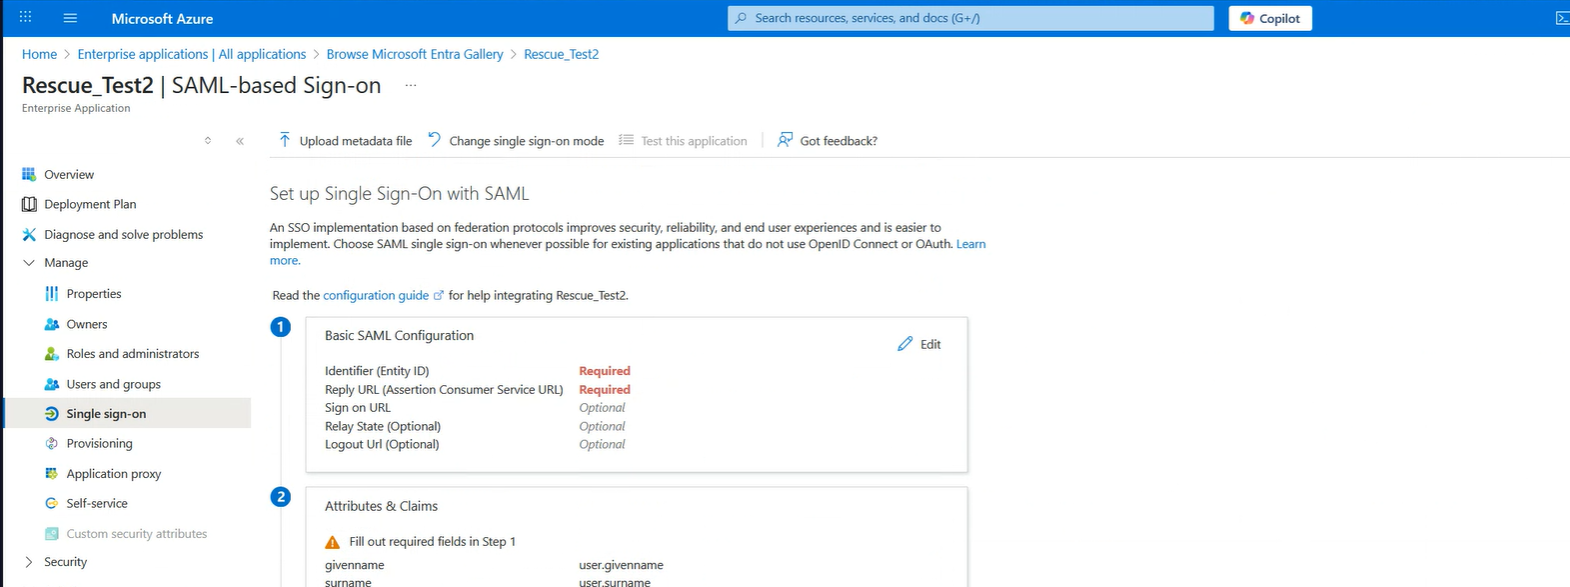 Microsoft Azure
Search resources, services, and docs (G+/)
Copilot
Home > Enterprise applications | All applications > Browse Microsoft Entra Gallery > Rescue_Test2
Rescue_Test2 | SAML-based Sign-on ...
Enterprise Application
Upload metadata file
Change single sign-on mode
Test this application
Got feedback?
Overview
Deployment Plan
Diagnose and solve problems
Manage
Properties
Owners
Roles and administrators
Users and groups
Single sign-on
Provisioning
Application proxy
Self-service
Custom security attributes
Security
Set up Single Sign-On with SAML
An SSO implementation based on federation protocols improves security, reliability, and end user experiences and is easier to
implement. Choose SAML single sign-on whenever possible for existing applications that do not use OpenID Connect or OAuth. Learn
more.
Read the configuration guide for help integrating Rescue_Test2.
1
Basic SAML Configuration
Edit
Identifier (Entity ID) Required
Reply URL (Assertion Consumer Service URL) Required
Sign on URL Optional
Relay State (Optional) Optional
Logout Url (Optional) Optional
2
Attributes & Claims
Fill out required fields in Step 1
givenname user.givenname
surname user.surname